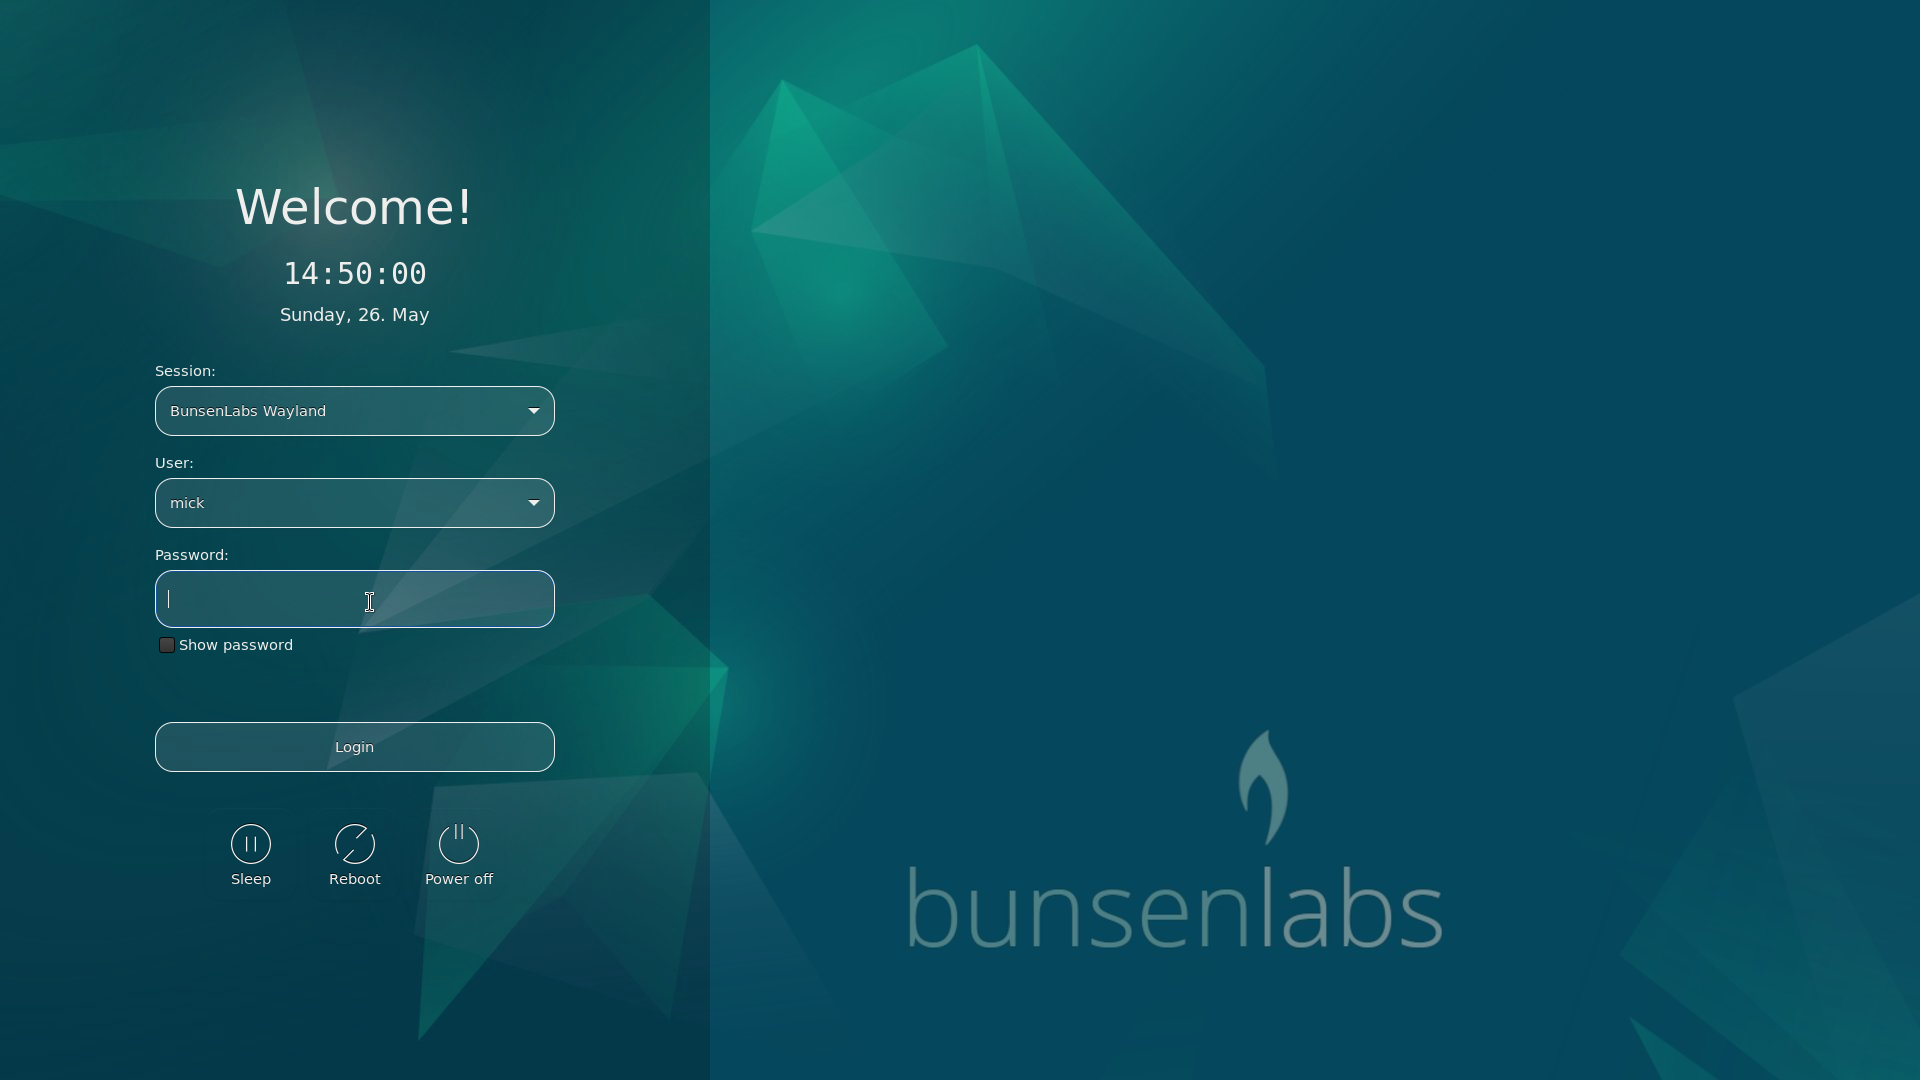 Welcome!
14:50:00
Sunday, 26. May
Session:
BunsenLabs Wayland
User:
mick
Password:
Show password
Login
Sleep
Reboot
Power off
bunsenlabs